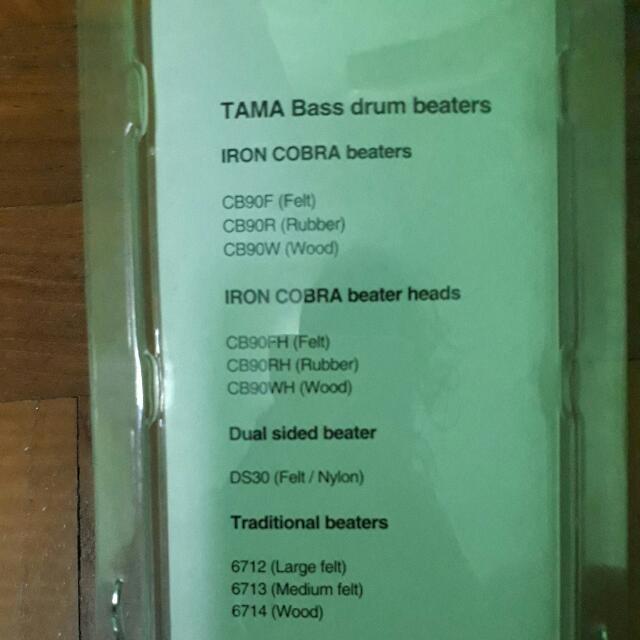 TAMA Bass drum beaters
IRON COBRA beaters
CB90F (Felt)
CB90R (Rubber)
CB90W (Wood)
IRON COBRA beater heads
CB90FH (Felt)
CB90RH (Rubber)
CB90WH (Wood)
Dual sided beater
DS30 (Felt / Nylon)
Traditional beaters
6712 (Large felt)
6713 (Medium felt)
6714 (Wood)